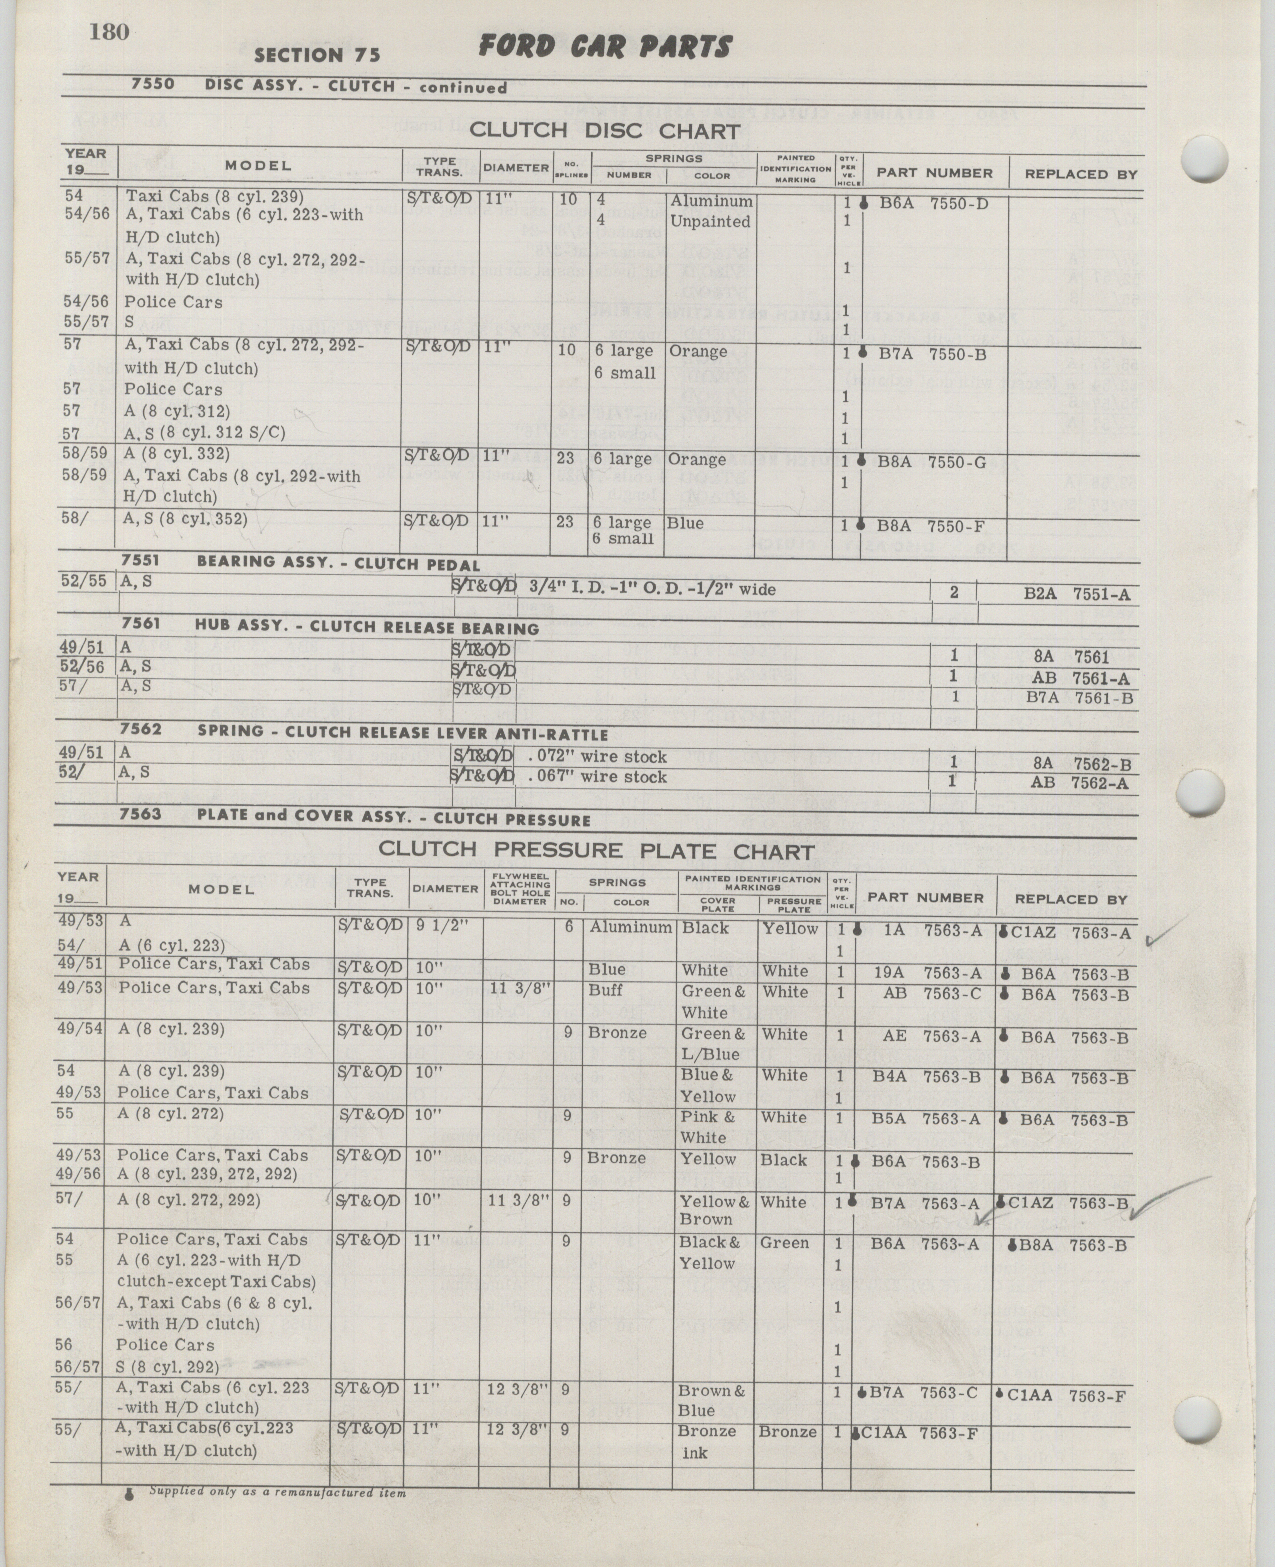 180
SECTION 75 FORD CAR PARTS
7550 DISC ASSY. - CLUTCH - continued
CLUTCH DISC CHART
YEAR 19__ MODEL TYPE TRANS. DIAMETER NO. SPLINES SPRINGS NUMBER COLOR PAINTED IDENTIFICATION MARKING QTY. PER VE-HICLE PART NUMBER REPLACED BY
54 Taxi Cabs (8 cyl. 239) S/T&O/D 11" 10 4 Aluminum 1 B6A 7550-D
54/56 A, Taxi Cabs (6 cyl. 223-with 4 Unpainted 1
H/D clutch)
55/57 A, Taxi Cabs (8 cyl. 272, 292- 1
with H/D clutch)
54/56 Police Cars 1
55/57 S 1
57 A, Taxi Cabs (8 cyl. 272, 292- S/T&O/D 11" 10 6 large Orange 1 B7A 7550-B
with H/D clutch) 6 small
57 Police Cars 1
57 A (8 cyl. 312) 1
57 A, S (8 cyl. 312 S/C) 1
58/59 A (8 cyl. 332) S/T&O/D 11" 23 6 large Orange 1 B8A 7550-G
58/59 A, Taxi Cabs (8 cyl. 292-with 1
H/D clutch)
58/ A, S (8 cyl. 352) S/T&O/D 11" 23 6 large Blue 1 B8A 7550-F
6 small
7551 BEARING ASSY. - CLUTCH PEDAL
52/55 A, S S/T&O/D 3/4" I. D. -1" O. D. -1/2" wide 2 B2A 7551-A
7561 HUB ASSY. - CLUTCH RELEASE BEARING
49/51 A S/T&O/D 1 8A 7561
52/56 A, S S/T&O/D 1 AB 7561-A
57/ A, S S/T&O/D 1 B7A 7561-B
7562 SPRING - CLUTCH RELEASE LEVER ANTI-RATTLE
49/51 A S/T&O/D .072" wire stock 1 8A 7562-B
52/ A, S S/T&O/D .067" wire stock 1 AB 7562-A
7563 PLATE and COVER ASSY. - CLUTCH PRESSURE
CLUTCH PRESSURE PLATE CHART
YEAR 19__ MODEL TYPE TRANS. DIAMETER FLYWHEEL ATTACHING BOLT HOLE DIAMETER SPRINGS NO. COLOR PAINTED IDENTIFICATION MARKINGS COVER PLATE PRESSURE PLATE QTY. PER VE-HICLE PART NUMBER REPLACED BY
49/53 A S/T&O/D 9 1/2" 6 Aluminum Black Yellow 1 1A 7563-A C1AZ 7563-A
54/ A (6 cyl. 223) 1
49/51 Police Cars, Taxi Cabs S/T&O/D 10" Blue White White 1 19A 7563-A B6A 7563-B
49/53 Police Cars, Taxi Cabs S/T&O/D 10" 11 3/8" Buff Green & White 1 AB 7563-C B6A 7563-B
White
49/54 A (8 cyl. 239) S/T&O/D 10" 9 Bronze Green & White 1 AE 7563-A B6A 7563-B
L/Blue
54 A (8 cyl. 239) S/T&O/D 10" Blue & White 1 B4A 7563-B B6A 7563-B
49/53 Police Cars, Taxi Cabs Yellow 1
55 A (8 cyl. 272) S/T&O/D 10" 9 Pink & White 1 B5A 7563-A B6A 7563-B
White
49/53 Police Cars, Taxi Cabs S/T&O/D 10" 9 Bronze Yellow Black 1 B6A 7563-B
49/56 A (8 cyl. 239, 272, 292) 1
57/ A (8 cyl. 272, 292) S/T&O/D 10" 11 3/8" 9 Yellow & White 1 B7A 7563-A C1AZ 7563-B
Brown
54 Police Cars, Taxi Cabs S/T&O/D 11" 9 Black & Green 1 B6A 7563-A B8A 7563-B
55 A (6 cyl. 223-with H/D Yellow 1
clutch-except Taxi Cabs)
56/57 A, Taxi Cabs (6 & 8 cyl. 1
-with H/D clutch)
56 Police Cars 1
56/57 S (8 cyl. 292) 1
55/ A, Taxi Cabs (6 cyl. 223 S/T&O/D 11" 12 3/8" 9 Brown & 1 B7A 7563-C C1AA 7563-F
-with H/D clutch) Blue
55/ A, Taxi Cabs(6 cyl.223 S/T&O/D 11" 12 3/8" 9 Bronze Bronze 1 C1AA 7563-F
-with H/D clutch) ink
Supplied only as a remanufactured item